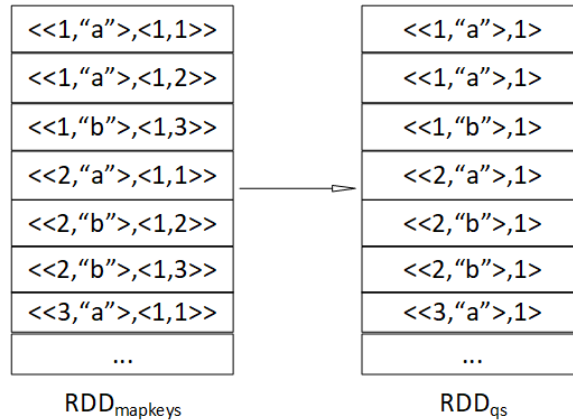 <<1,“a”>,<1,1>>
<<1,“a”>,<1,2>>
<<1,“b”>,<1,3>>
<<2,“a”>,<1,1>>
<<2,“b”>,<1,2>>
<<2,“b”>,<1,3>>
<<3,“a”>,<1,1>>
...
RDDmapkeys
<<1,“a”>,1>
<<1,“a”>,1>
<<1,“b”>,1>
<<2,“a”>,1>
<<2,“b”>,1>
<<2,“b”>,1>
<<3,“a”>,1>
...
RDDqs